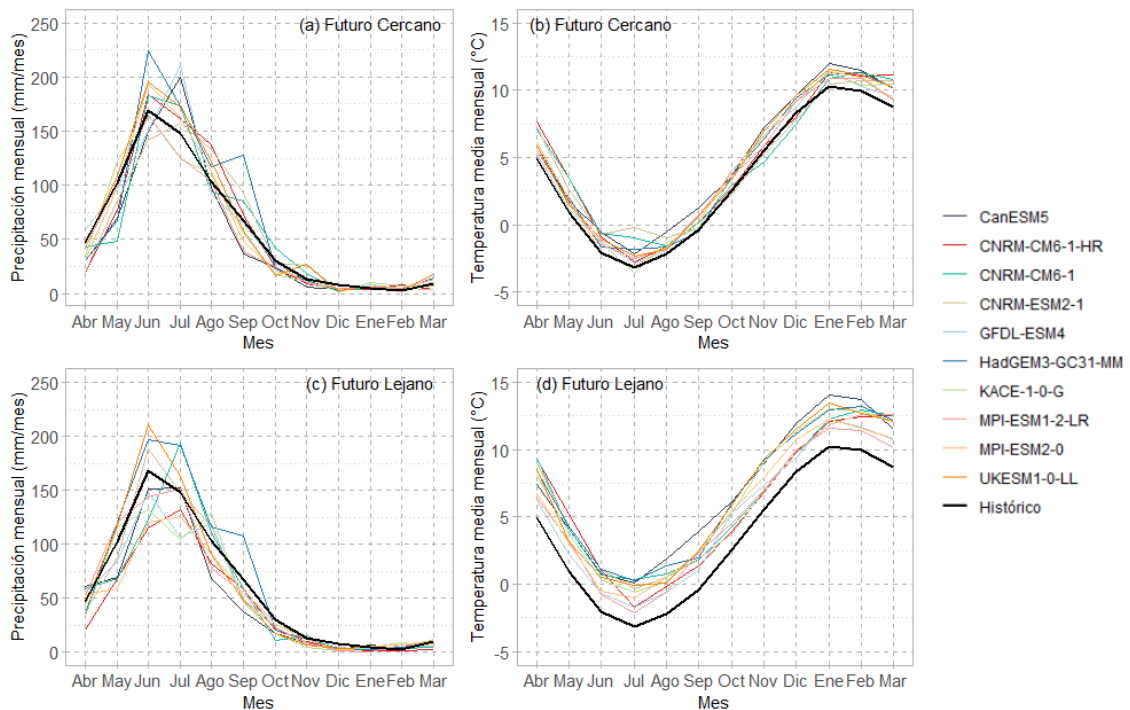 (a) Futuro Cercano
Precipitación mensual (mm/mes)
250
200
150
100
50
0
Abr May Jun Jul Ago Sep Oct Nov Dic Ene Feb Mar
Mes
(b) Futuro Cercano
Temperatura media mensual (°C)
15
10
5
0
-5
Abr May Jun Jul Ago Sep Oct Nov Dic Ene Feb Mar
Mes
(c) Futuro Lejano
Precipitación mensual (mm/mes)
250
200
150
100
50
0
Abr May Jun Jul Ago Sep Oct Nov Dic Ene Feb Mar
Mes
(d) Futuro Lejano
Temperatura media mensual (°C)
15
10
5
0
-5
Abr May Jun Jul Ago Sep Oct Nov Dic Ene Feb Mar
Mes
CanESM5
CNRM-CM6-1-HR
CNRM-CM6-1
CNRM-ESM2-1
GFDL-ESM4
HadGEM3-GC31-MM
KACE-1-0-G
MPI-ESM1-2-LR
MPI-ESM2-0
UKESM1-0-LL
Histórico